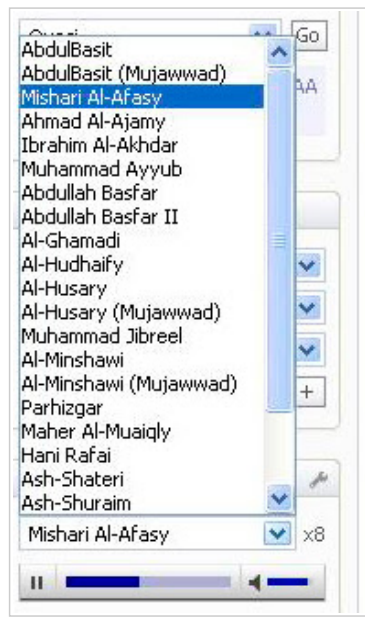 Go
AbdulBasit
AbdulBasit (Mujawwad)
AA
Mishari Al-Afasy
Ahmad Al-Ajamy
Ibrahim Al-Akhdar
Muhammad Ayyub
Abdullah Basfar
Abdullah Basfar II
Al-Ghamadi
Al-Hudhaify
Al-Husary
Al-Husary (Mujawwad)
Muhammad Jibreel
Al-Minshawi
Al-Minshawi (Mujawwad)
+
Parhizgar
Maher Al-Muaiqly
Hani Rafai
Ash-Shateri
Ash-Shuraim
Mishari Al-Afasy x8